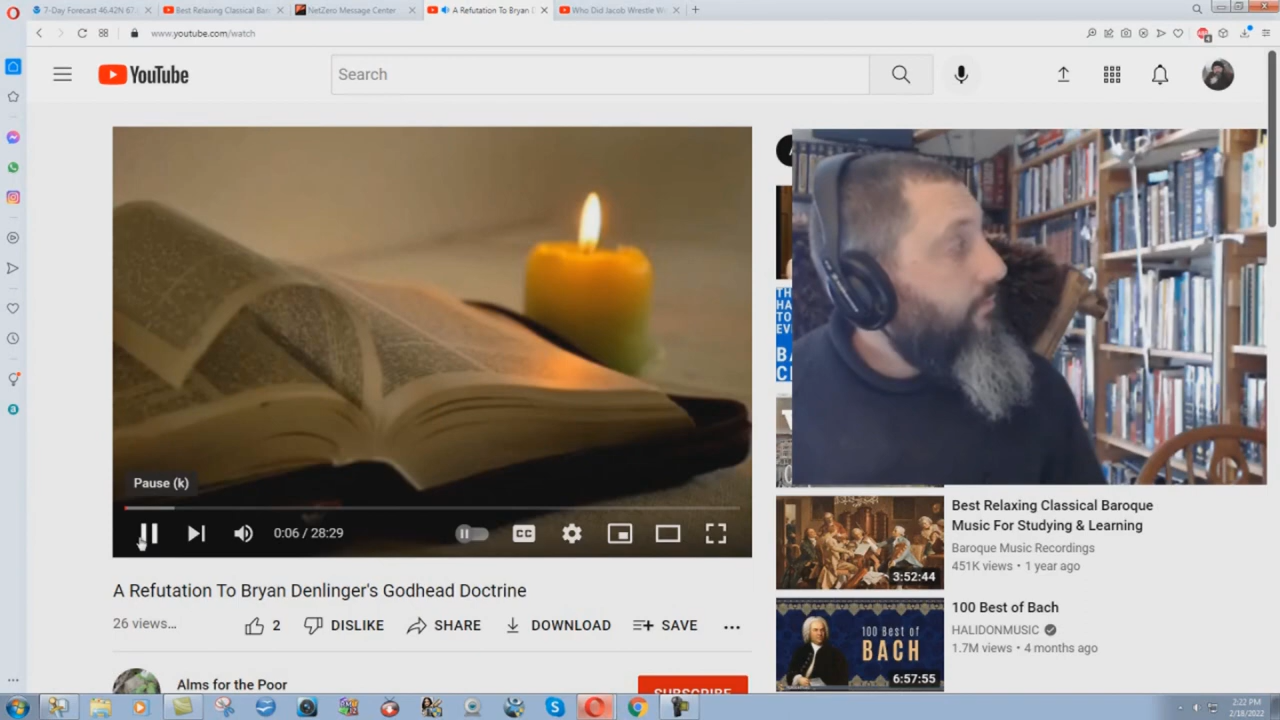 7-Day Forecast 46.42N 67.
Best Relaxing Classical Bar
NetZero Message Center
A Refutation To Bryan D
Who Did Jacob Wrestle W
www.youtube.com/watch
YouTube
Search
Pause (k)
0:06 / 28:29
CC
A Refutation To Bryan Denlinger's Godhead Doctrine
26 views...
2
DISLIKE
SHARE
DOWNLOAD
SAVE
Alms for the Poor
SUBSCRIBE
Best Relaxing Classical Baroque
Music For Studying & Learning
Baroque Music Recordings
451K views • 1 year ago
3:52:44
100 Best of Bach
HALIDONMUSIC
1.7M views • 4 months ago
100 Best of
BACH
6:57:55
2:22 PM
2/18/2022